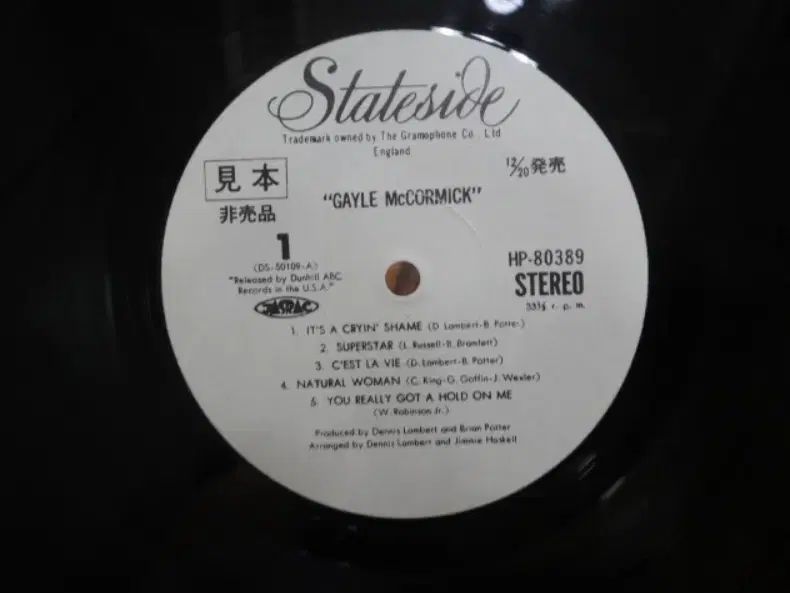 Stateside
Trademark owned by The Gramophone Co., Ltd
England
見本
非売品
12/20発売
"GAYLE McCORMICK"
1
(DS-50109-A)
"Released by Dunhill ABC
Records in the U.S.A."
JASRAC
HP-80389
STEREO
33⅓ r. p. m.
1. IT'S A CRYIN' SHAME (D. Lambert-B. Potter)
2. SUPERSTAR (L. Russell-B. Bramlett)
3. C'EST LA VIE (D. Lambert-B. Potter)
4. NATURAL WOMAN (C. King-G. Goffin-J. Wexler)
5. YOU REALLY GOT A HOLD ON ME
(W. Robinson Jr.)
Produced by Dennis Lambert and Brian Potter
Arranged by Dennis Lambert and Jimmie Haskell